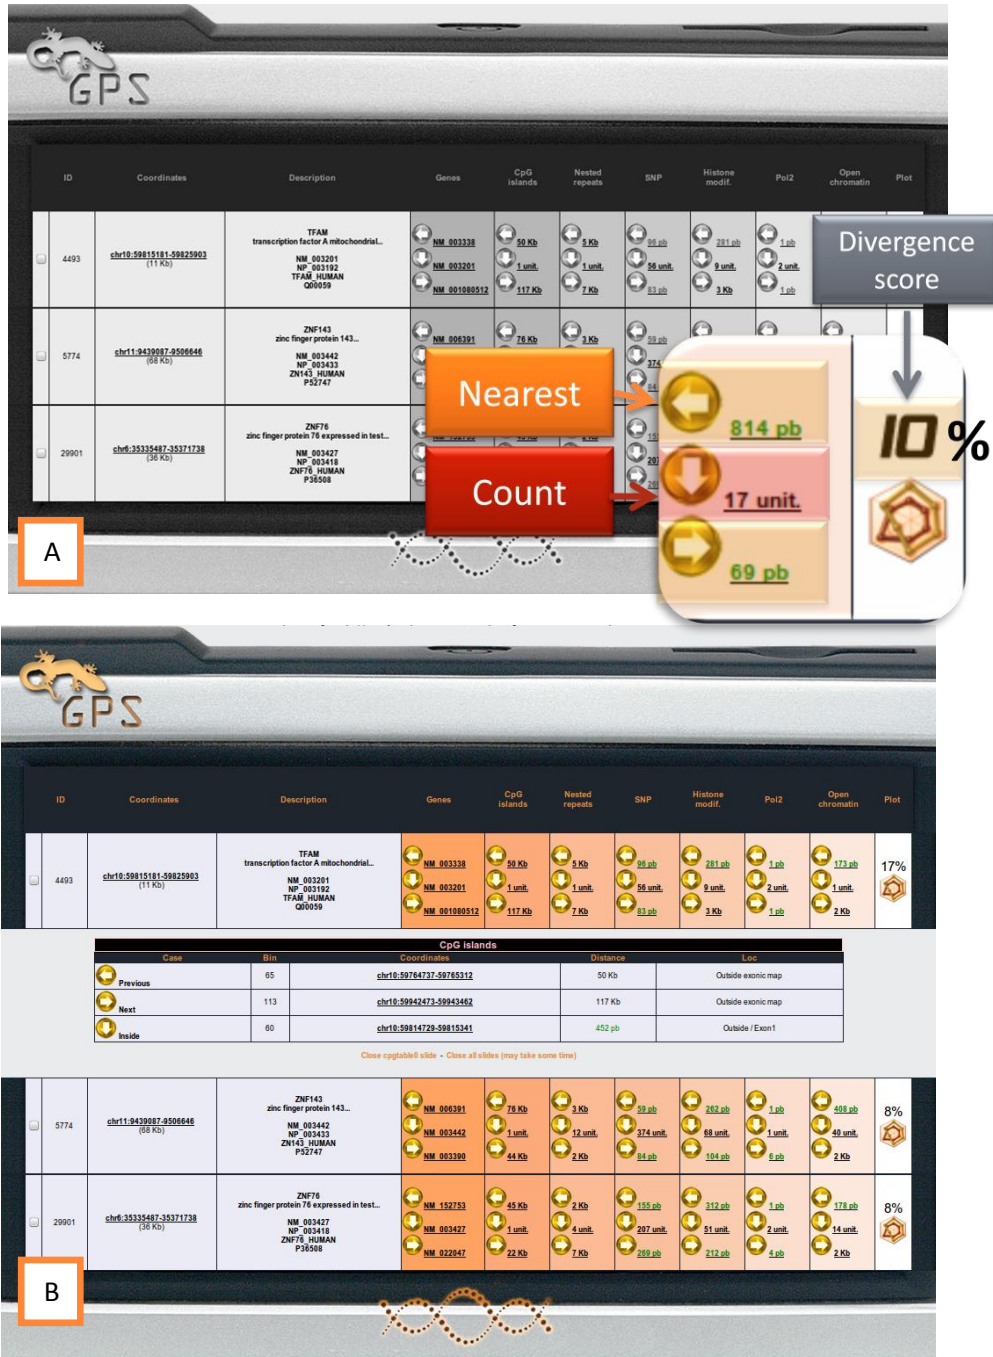 GPS
ID Coordinates Description Genes CpG islands Nested repeats SNP Histone modif. Pol2 Open chromatin Plot
4493
chr10:59815181-59825903
(11 Kb)
TFAM
transcription factor A mitochondrial...
NM_003201
NP_003192
TFAM_HUMAN
Q00059
NM_003338 50 Kb 5 Kb 96 pb 281 pb 1 pb
NM_003201 1 unit. 1 unit. 56 unit. 9 unit. 2 unit.
NM_001080512 117 Kb 7 Kb 83 pb 3 Kb 1 pb
Divergence
score
5774
chr11:9439087-9506646
(68 Kb)
ZNF143
zinc finger protein 143...
NM_003442
NP_003433
ZN143_HUMAN
P52747
NM_006391 76 Kb 3 Kb 59 pb
374
84
Nearest
Count
814 pb
17 unit.
69 pb
10%
29901
chr6:35335487-35371738
(36 Kb)
ZNF76
zinc finger protein 76 expressed in test...
NM_003427
NP_003418
ZNF76_HUMAN
P36508
207
A
GPS
ID Coordinates Description Genes CpG islands Nested repeats SNP Histone modif. Pol2 Open chromatin Plot
4493
chr10:59815181-59825903
(11 Kb)
TFAM
transcription factor A mitochondrial...
NM_003201
NP_003192
TFAM_HUMAN
Q00059
NM_003338 50 Kb 5 Kb 96 pb 281 pb 1 pb 173 pb
NM_003201 1 unit. 1 unit. 56 unit. 9 unit. 2 unit. 1 unit.
NM_001080512 117 Kb 7 Kb 83 pb 3 Kb 1 pb 2 Kb
17%
CpG islands
Case Bin Coordinates Distance Loc
Previous 65 chr10:59764737-59765312 50 Kb Outside exonic map
Next 113 chr10:59942473-59943462 117 Kb Outside exonic map
Inside 60 chr10:59814729-59815341 452 pb Outside / Exon1
Close cpgtable0 slide - Close all slides (may take some time)
5774
chr11:9439087-9506646
(68 Kb)
ZNF143
zinc finger protein 143...
NM_003442
NP_003433
ZN143_HUMAN
P52747
NM_006391 76 Kb 3 Kb 59 pb 262 pb 1 pb 408 pb
NM_003442 1 unit. 12 unit. 374 unit. 68 unit. 1 unit. 40 unit.
NM_003390 44 Kb 2 Kb 84 pb 104 pb 6 pb 2 Kb
8%
29901
chr6:35335487-35371738
(36 Kb)
ZNF76
zinc finger protein 76 expressed in test...
NM_003427
NP_003418
ZNF76_HUMAN
P36508
NM_152753 45 Kb 2 Kb 155 pb 312 pb 1 pb 178 pb
NM_003427 1 unit. 4 unit. 207 unit. 51 unit. 2 unit. 14 unit.
NM_022047 22 Kb 7 Kb 269 pb 212 pb 4 pb 2 Kb
8%
B